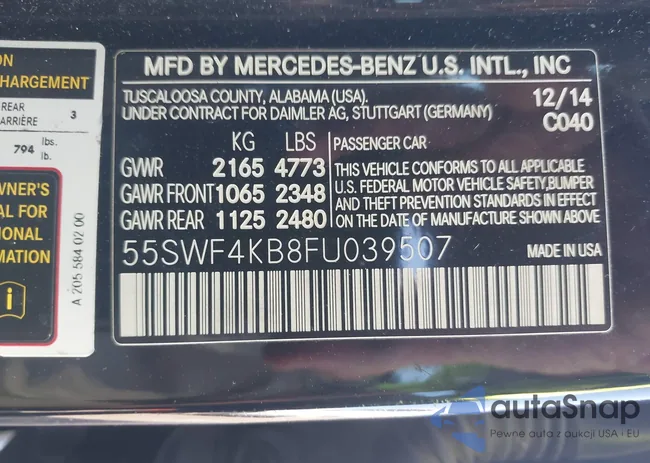 ON
CHARGEMENT
REAR
ARRIÈRE
3
794 lbs.
lb.
WNER'S
AL FOR
TIONAL
i
A 205 584 02 00
MFD BY MERCEDES-BENZ U.S. INTL., INC
TUSCALOOSA COUNTY, ALABAMA (USA).
UNDER CONTRACT FOR DAIMLER AG, STUTTGART (GERMANY)
12/14
C040
KG LBS
GWR 2165 4773
GAWR FRONT 1065 2348
GAWR REAR 1125 2480
PASSENGER CAR
THIS VEHICLE CONFORMS TO ALL APPLICABLE
U.S. FEDERAL MOTOR VEHICLE SAFETY,BUMPER
AND THEFT PREVENTION STANDARDS IN EFFECT
ON THE DATE OF MANUFACTURE SHOWN ABOVE
55SWF4KB8FU039507
MADE IN USA
autaSnap
Pewne auta z aukcji USA i EU